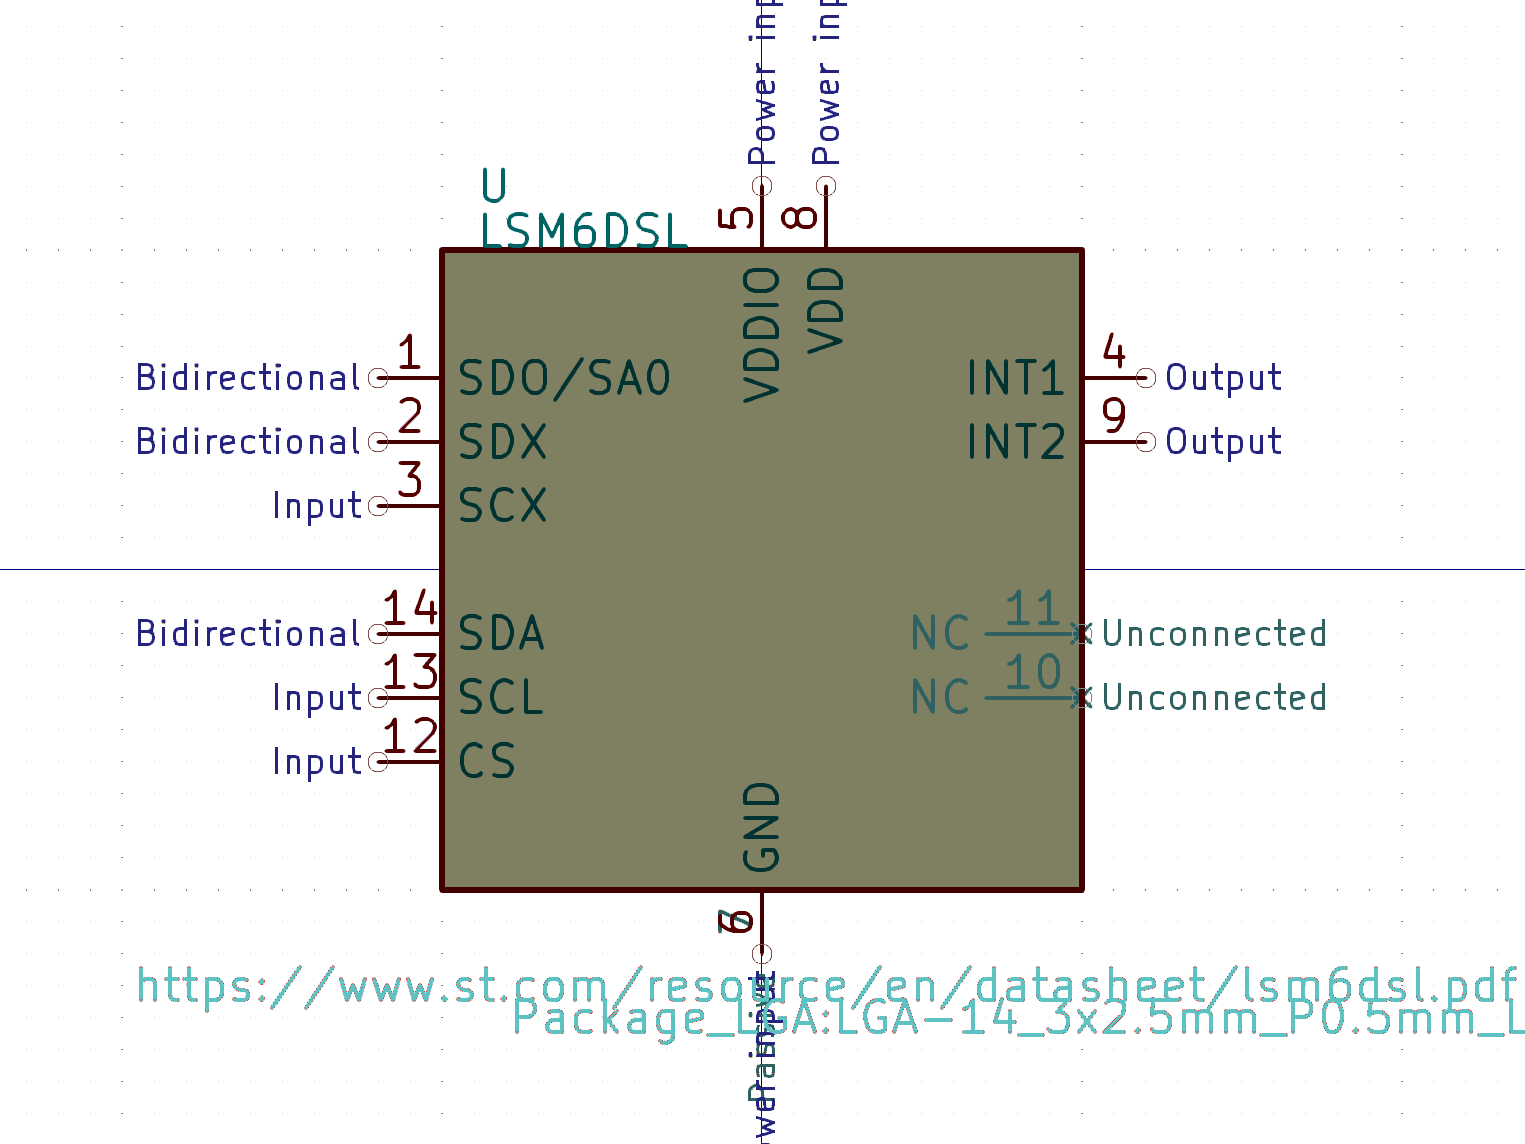 Power inp
Power inp
U
LSM6DSL
5
8
VDDIO
VDD
1
Bidirectional
SDO/SA0
2
Bidirectional
SDX
3
Input
SCX
4
INT1
Output
9
INT2
Output
14
Bidirectional
SDA
13
Input
SCL
12
Input
CS
11
NC
Unconnected
10
NC
Unconnected
GND
6
7
https://www.st.com/resource/en/datasheet/lsm6dsl.pdf
Package_LGA:LGA-14_3x2.5mm_P0.5mm_L